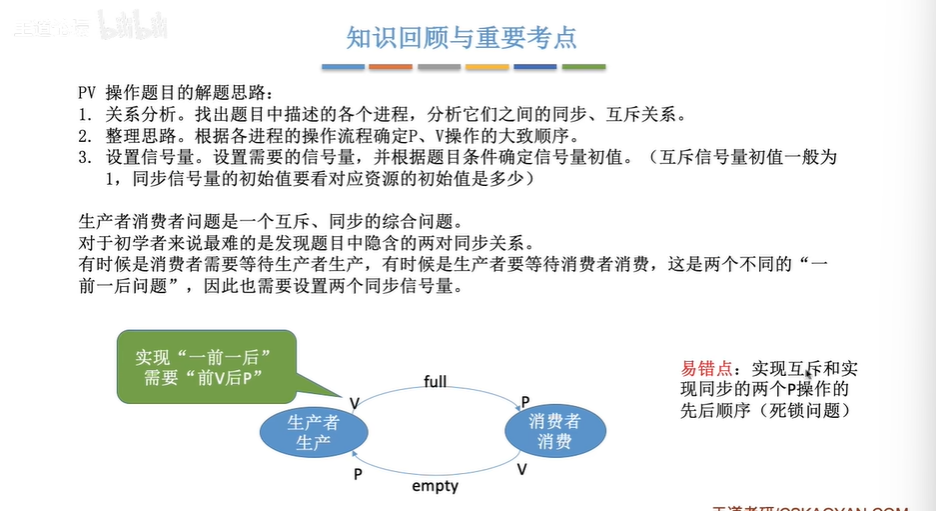 知识回顾与重要考点
PV 操作题目的解题思路：
1. 关系分析。找出题目中描述的各个进程，分析它们之间的同步、互斥关系。
2. 整理思路。根据各进程的操作流程确定P、V操作的大致顺序。
3. 设置信号量。设置需要的信号量，并根据题目条件确定信号量初值。（互斥信号量初值一般为
1，同步信号量的初始值要看对应资源的初始值是多少）
生产者消费者问题是一个互斥、同步的综合问题。
对于初学者来说最难的是发现题目中隐含的两对同步关系。
有时候是消费者需要等待生产者生产，有时候是生产者要等待消费者消费，这是两个不同的“一
前一后问题”，因此也需要设置两个同步信号量。
实现“一前一后”
需要“前V后P”
full
V
P
生产者
生产
消费者
消费
P
V
empty
易错点：实现互斥和实
现同步的两个P操作的
先后顺序（死锁问题）